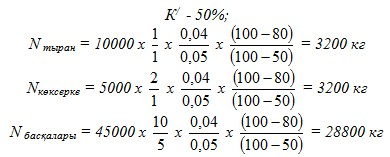 К/ - 50%;
N тыран = 10000 x 1/1 x 0,04/0,05 x (100 – 80)/(100 – 50) = 3200 кг
Nкөксерке = 5000 x 2/1 x 0,04/0,05 x (100 – 80)/(100 – 50) = 3200 кг
N басқалары = 45000 x 10/5 x 0,04/0,05 x (100 – 80)/(100 – 50) = 28800 кг